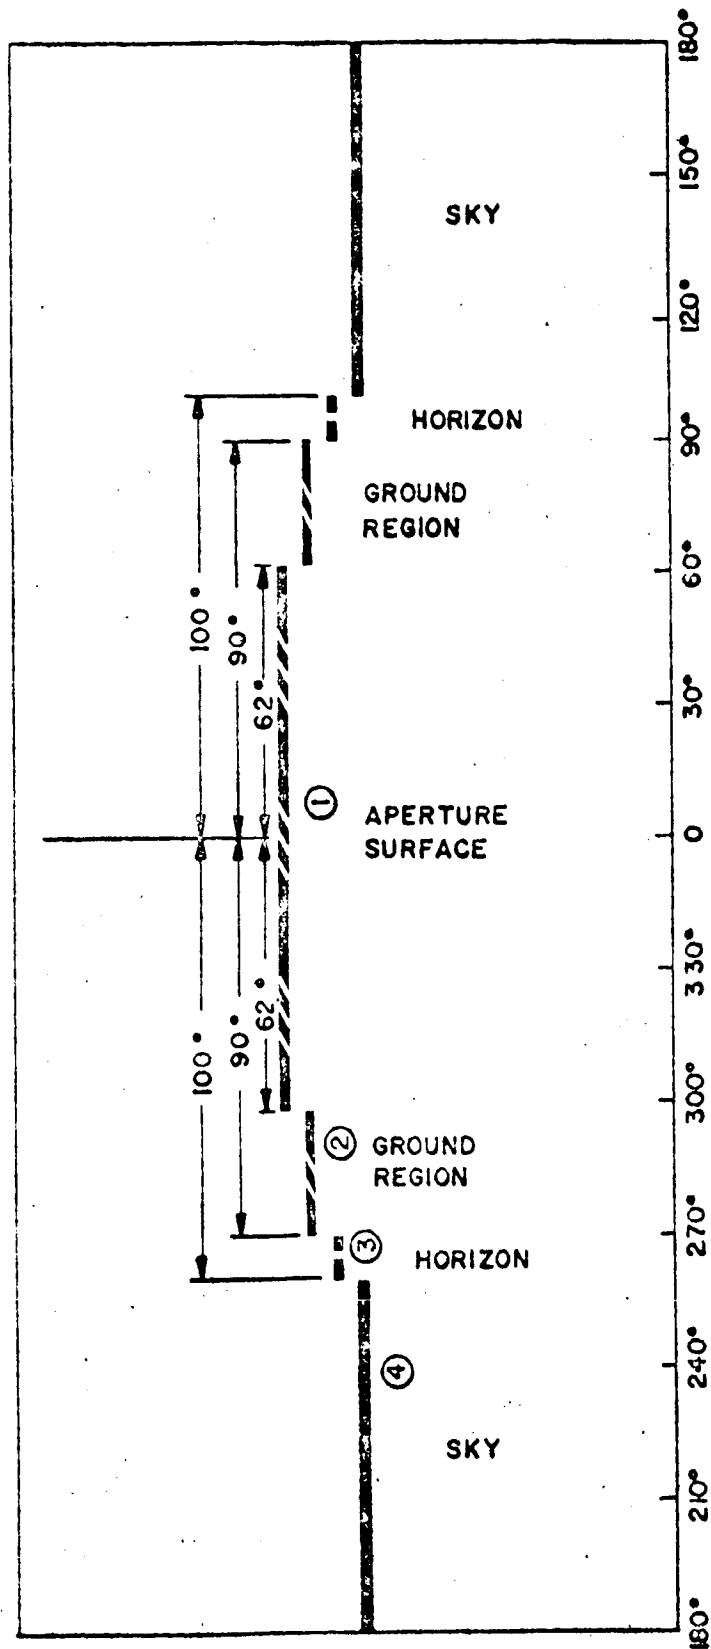 100°
100°
90°
90°
62°
62°
①
②
③
④
SKY
HORIZON
GROUND
REGION
APERTURE
SURFACE
GROUND
REGION
HORIZON
SKY
180°
210°
240°
270°
300°
330°
0
30°
60°
90°
120°
150°
180°